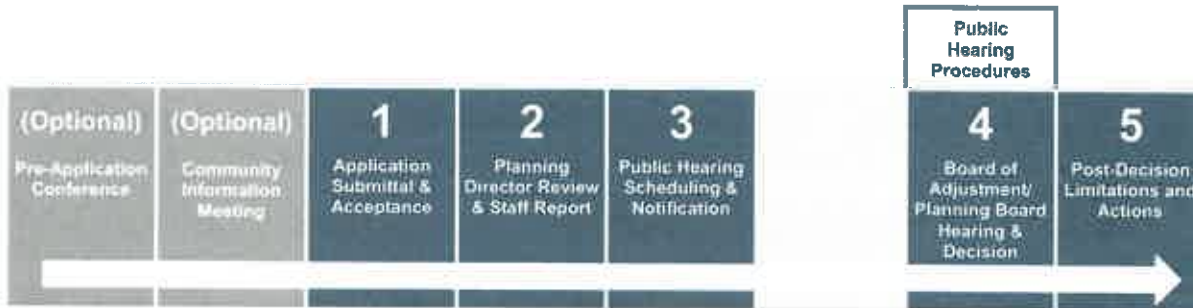 Public
Hearing
Procedures
(Optional)
Pre-Application
Conference
(Optional)
Community
Information
Meeting
1
Application
Submittal &
Acceptance
2
Planning
Director Review
& Staff Report
3
Public Hearing
Scheduling &
Notification
4
Board of
Adjustment/
Planning Board
Hearing &
Decision
5
Post-Decision
Limitations and
Actions